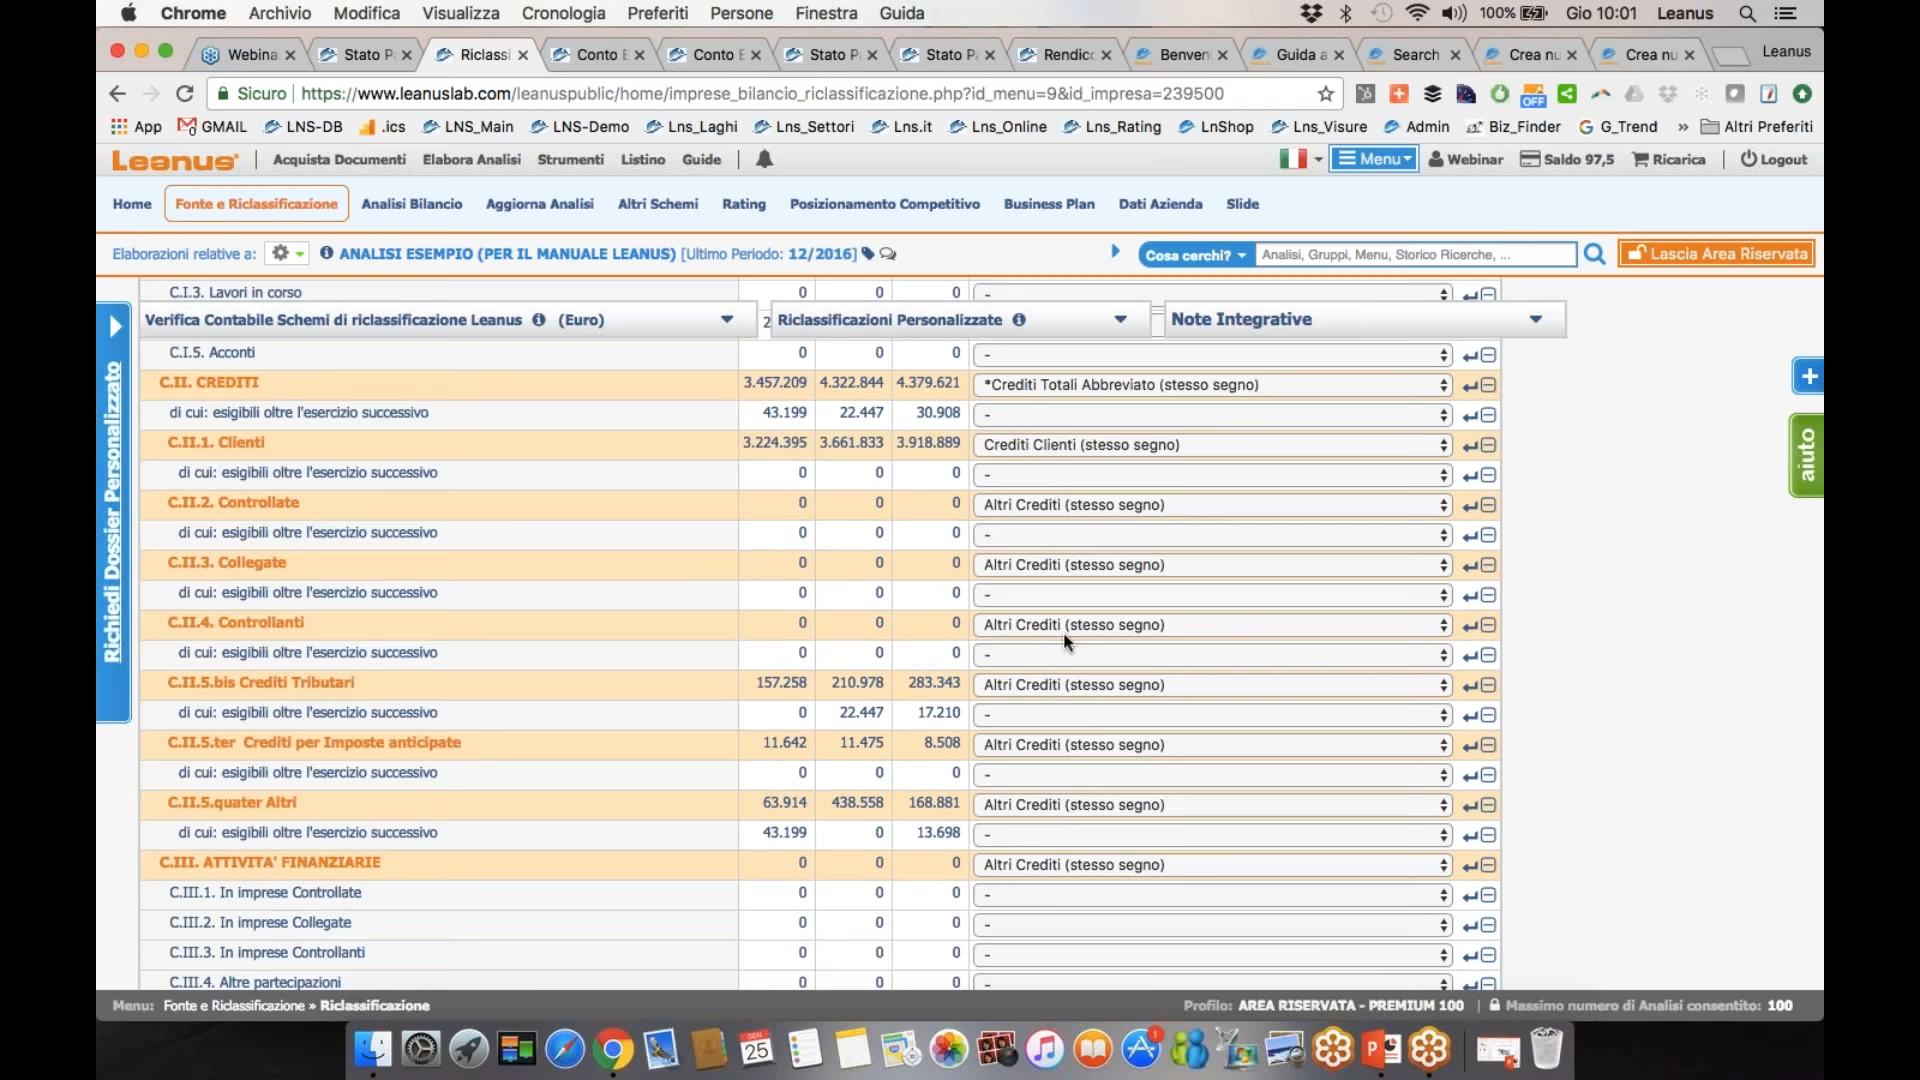 Chrome Archivio Modifica Visualizza Cronologia Preferiti Persone Finestra Guida 100% Gio 10:01 Leanus
Webina Stato P Riclassi Conto E Conto E Stato P Stato P Rendico Benven Guida a Search Crea nu Crea nu Leanus
Sicuro https://www.leanuslab.com/leanuspublic/home/imprese_bilancio_riclassificazione.php?id_menu=9&id_impresa=239500 OFF
App GMAIL LNS-DB .ics LNS_Main LNS-Demo Lns_Laghi Lns_Settori Lns.it Lns_Online Lns_Rating LnShop Lns_Visure Admin Biz_Finder G_Trend » Altri Preferiti
Leanus Acquista Documenti Elabora Analisi Strumenti Listino Guide Menu Webinar Saldo 97,5 Ricarica Logout
Home Fonte e Riclassificazione Analisi Bilancio Aggiorna Analisi Altri Schemi Rating Posizionamento Competitivo Business Plan Dati Azienda Slide
Elaborazioni relative a: ANALISI ESEMPIO (PER IL MANUALE LEANUS) [Ultimo Periodo: 12/2016] Cosa cerchi? Analisi, Gruppi, Menu, Storico Ricerche, ... Lascia Area Riservata
C.I.3. Lavori in corso 0 0 0 -
Verifica Contabile Schemi di riclassificazione Leanus (Euro) 2 Riclassificazioni Personalizzate Note Integrative
C.I.5. Acconti 0 0 0 -
C.II. CREDITI 3.457.209 4.322.844 4.379.621 *Crediti Totali Abbreviato (stesso segno)
di cui: esigibili oltre l'esercizio successivo 43.199 22.447 30.908 -
C.II.1. Clienti 3.224.395 3.661.833 3.918.889 Crediti Clienti (stesso segno)
di cui: esigibili oltre l'esercizio successivo 0 0 0 -
C.II.2. Controllate 0 0 0 Altri Crediti (stesso segno)
di cui: esigibili oltre l'esercizio successivo 0 0 0 -
C.II.3. Collegate 0 0 0 Altri Crediti (stesso segno)
di cui: esigibili oltre l'esercizio successivo 0 0 0 -
C.II.4. Controllanti 0 0 0 Altri Crediti (stesso segno)
di cui: esigibili oltre l'esercizio successivo 0 0 0 -
C.II.5.bis Crediti Tributari 157.258 210.978 283.343 Altri Crediti (stesso segno)
di cui: esigibili oltre l'esercizio successivo 0 22.447 17.210 -
C.II.5.ter Crediti per Imposte anticipate 11.642 11.475 8.508 Altri Crediti (stesso segno)
di cui: esigibili oltre l'esercizio successivo 0 0 0 -
C.II.5.quater Altri 63.914 438.558 168.881 Altri Crediti (stesso segno)
di cui: esigibili oltre l'esercizio successivo 43.199 0 13.698 -
C.III. ATTIVITA' FINANZIARIE 0 0 0 Altri Crediti (stesso segno)
C.III.1. In imprese Controllate 0 0 0 -
C.III.2. In imprese Collegate 0 0 0 -
C.III.3. In imprese Controllanti 0 0 0 -
C.III.4. Altre partecipazioni 0 0 0 -
Richiedi Dossier Personalizzato
+
aiuto
Menu: Fonte e Riclassificazione » Riclassificazione Profilo: AREA RISERVATA - PREMIUM 100 | Massimo numero di Analisi consentito: 100
25 1